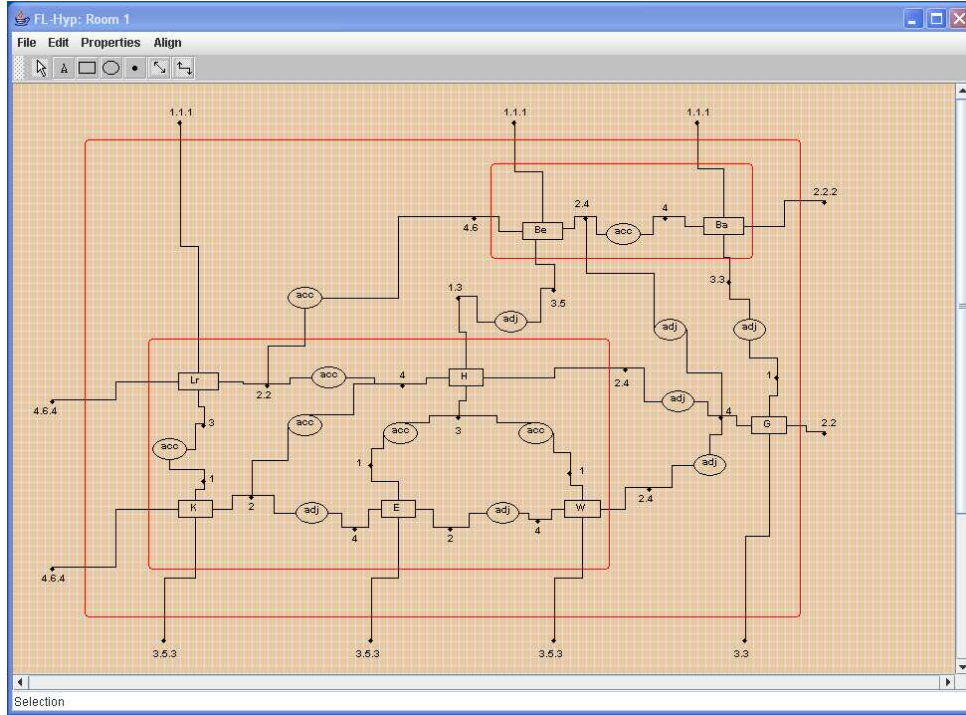 FL-Hyp: Room 1
File Edit Properties Align
A
1.1.1 1.1.1 1.1.1
2.2.2
2.4 4
4.6 Be acc Ba
3.3
acc 1.3 3.5
adj adj adj
Lr acc H 1
2.2 4 2.4
4.6.4 adj
3 4 G 2.2
acc acc acc
3
acc
1 1 adj
1
2 2.4
K adj E adj W
4 2 4
4.6.4
3.5.3 3.5.3 3.5.3 3.3
Selection